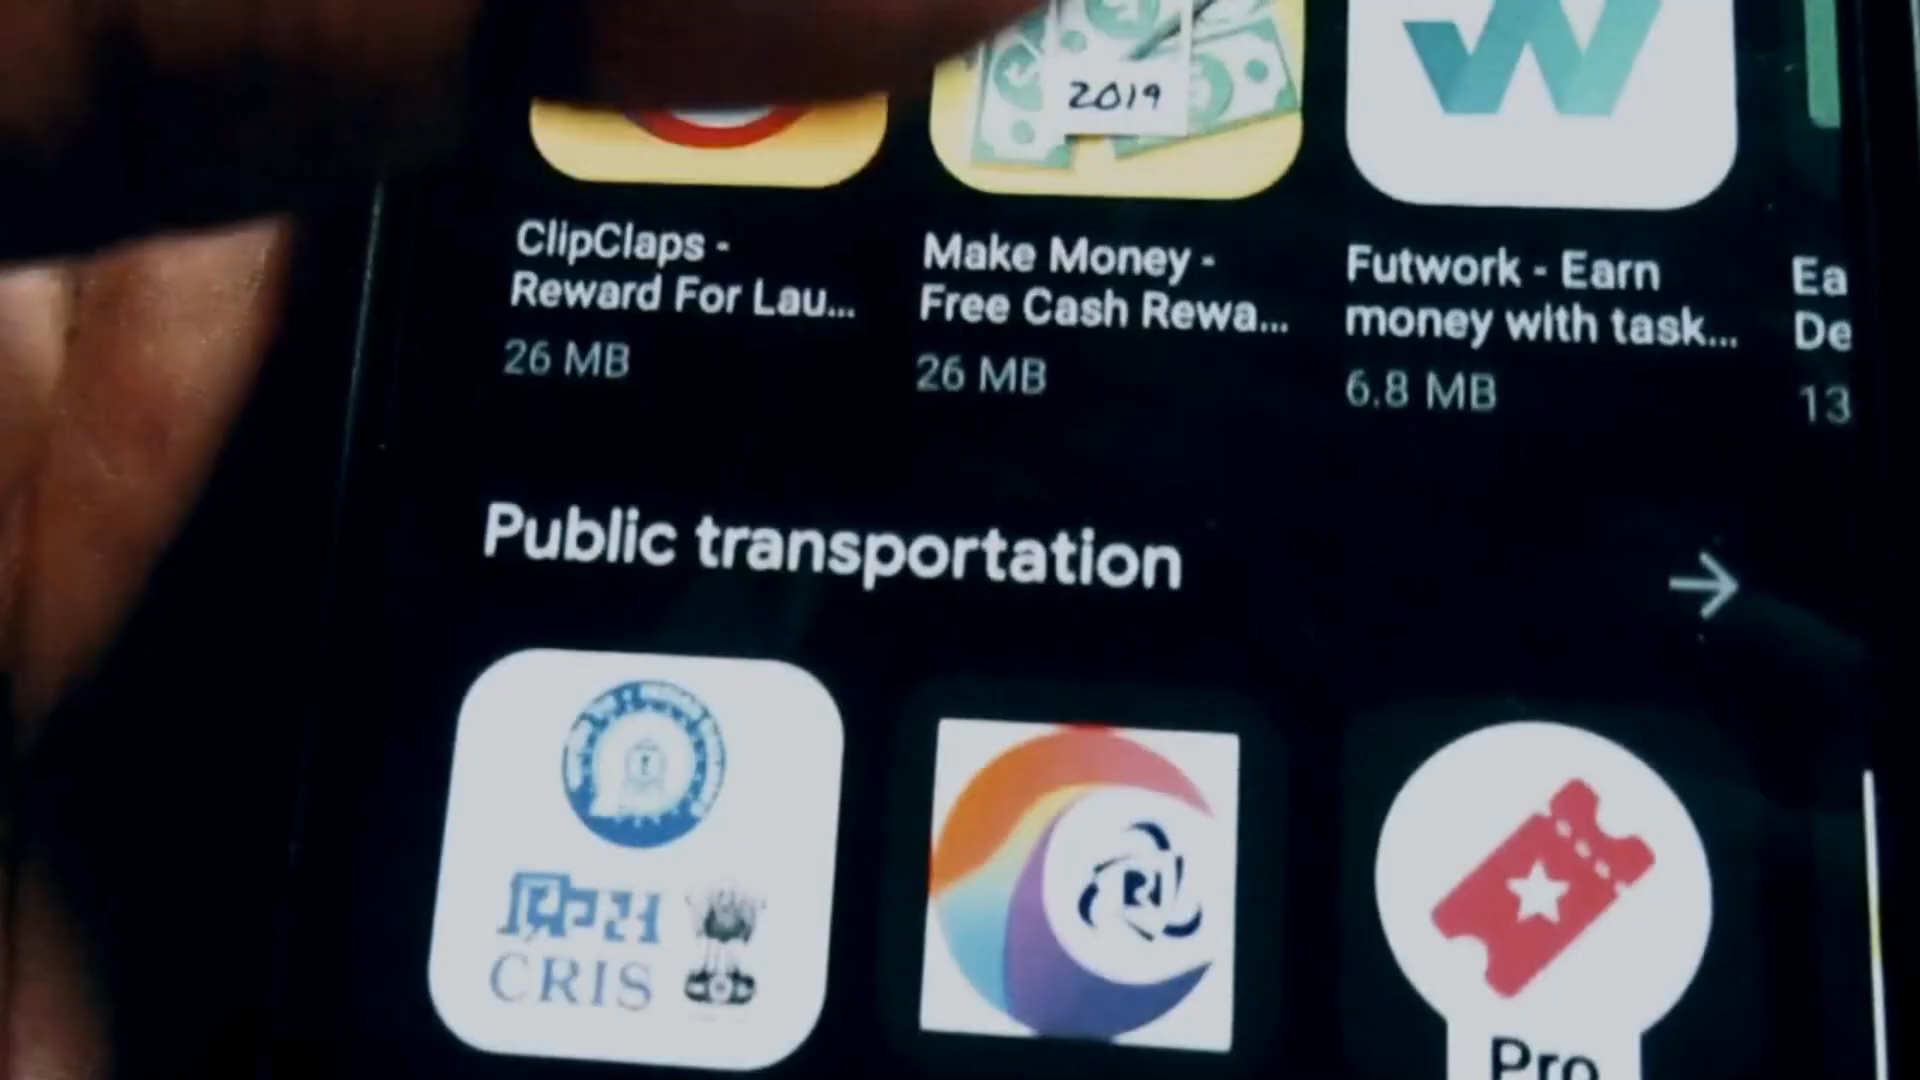 2019
ClipClaps -
Reward For Lau...
26 MB
Make Money -
Free Cash Rewa...
26 MB
Futwork - Earn
money with task...
6.8 MB
Ea
De
13
Public transportation
क्रिस
CRIS
Pro